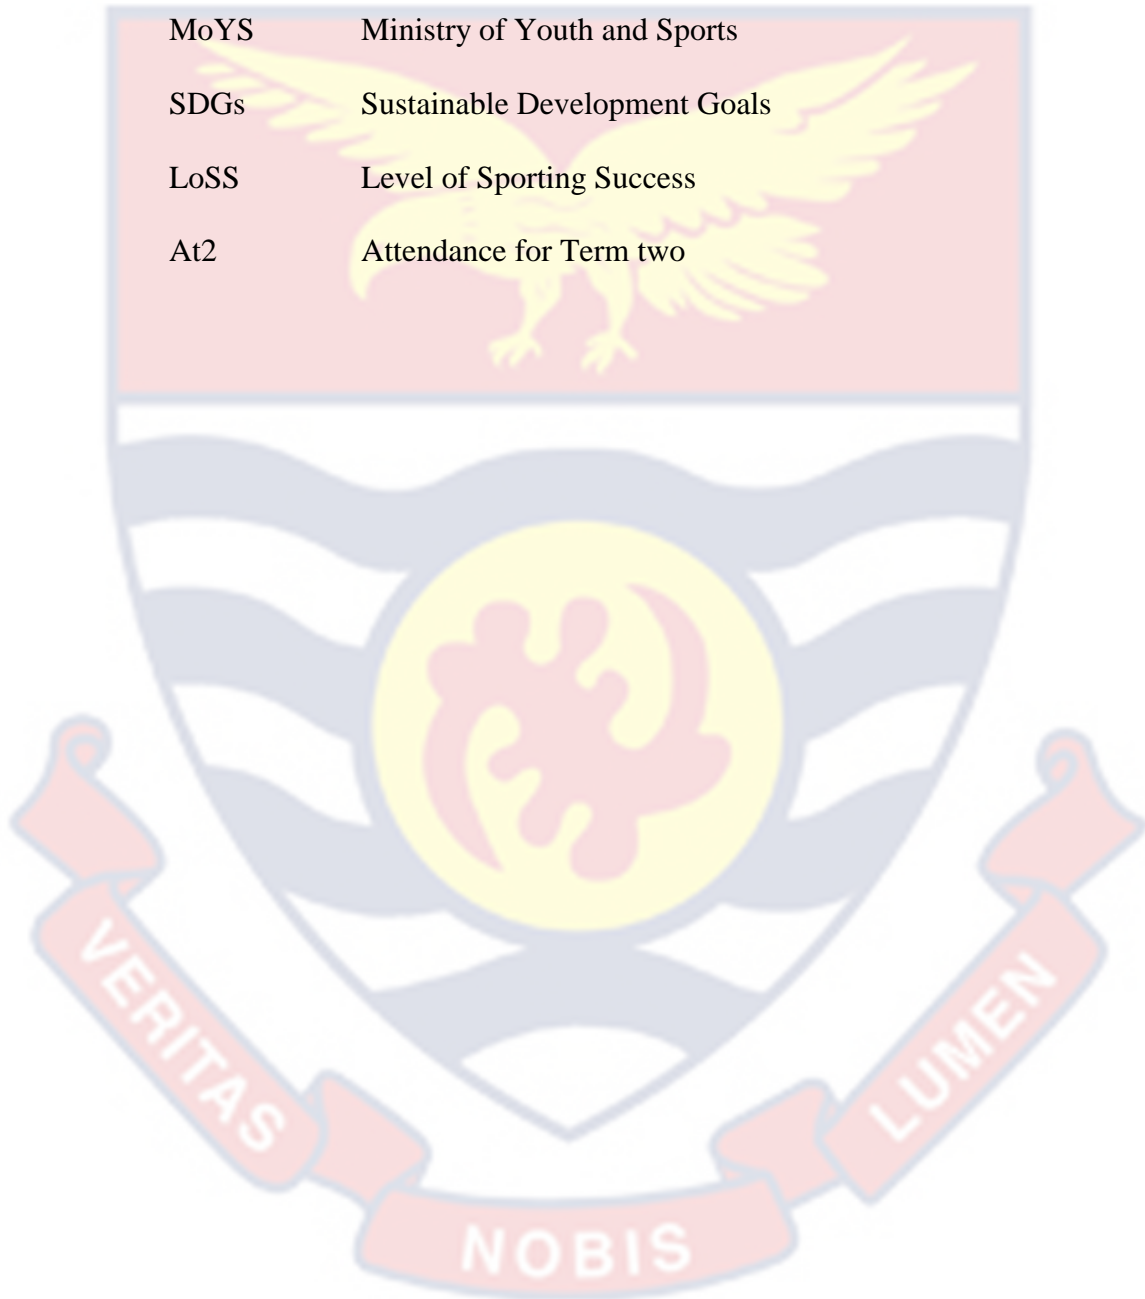 MoYS Ministry of Youth and Sports
SDGs Sustainable Development Goals
LoSS Level of Sporting Success
At2 Attendance for Term two
VERITAS NOBIS LUMEN